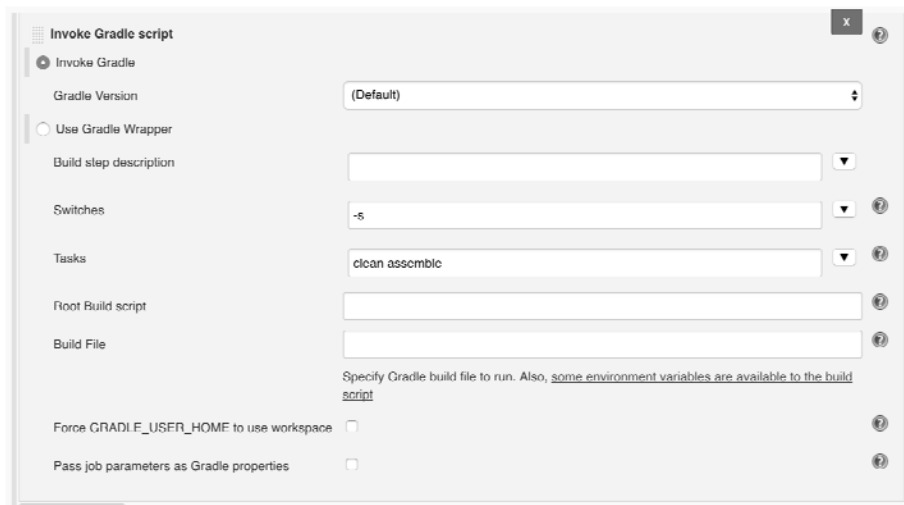 Invoke Gradle script
x
Invoke Gradle
Gradle Version
(Default)
Use Gradle Wrapper
Build step description
Switches
-s
Tasks
clean assemble
Root Build script
Build File
Specify Gradle build file to run. Also, some environment variables are available to the build
script
Force GRADLE_USER_HOME to use workspace
Pass job parameters as Gradle properties